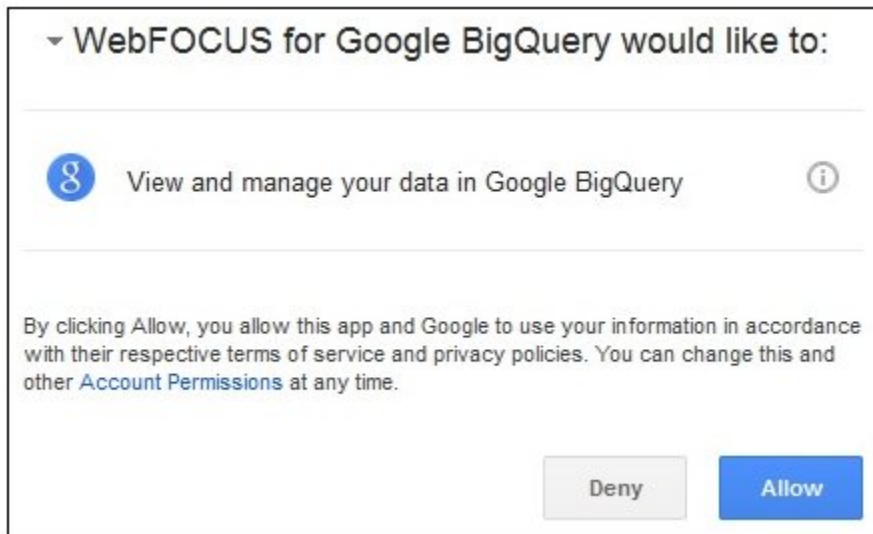 WebFOCUS for Google BigQuery would like to:
g
View and manage your data in Google BigQuery
i
By clicking Allow, you allow this app and Google to use your information in accordance
with their respective terms of service and privacy policies. You can change this and
other Account Permissions at any time.
Deny
Allow